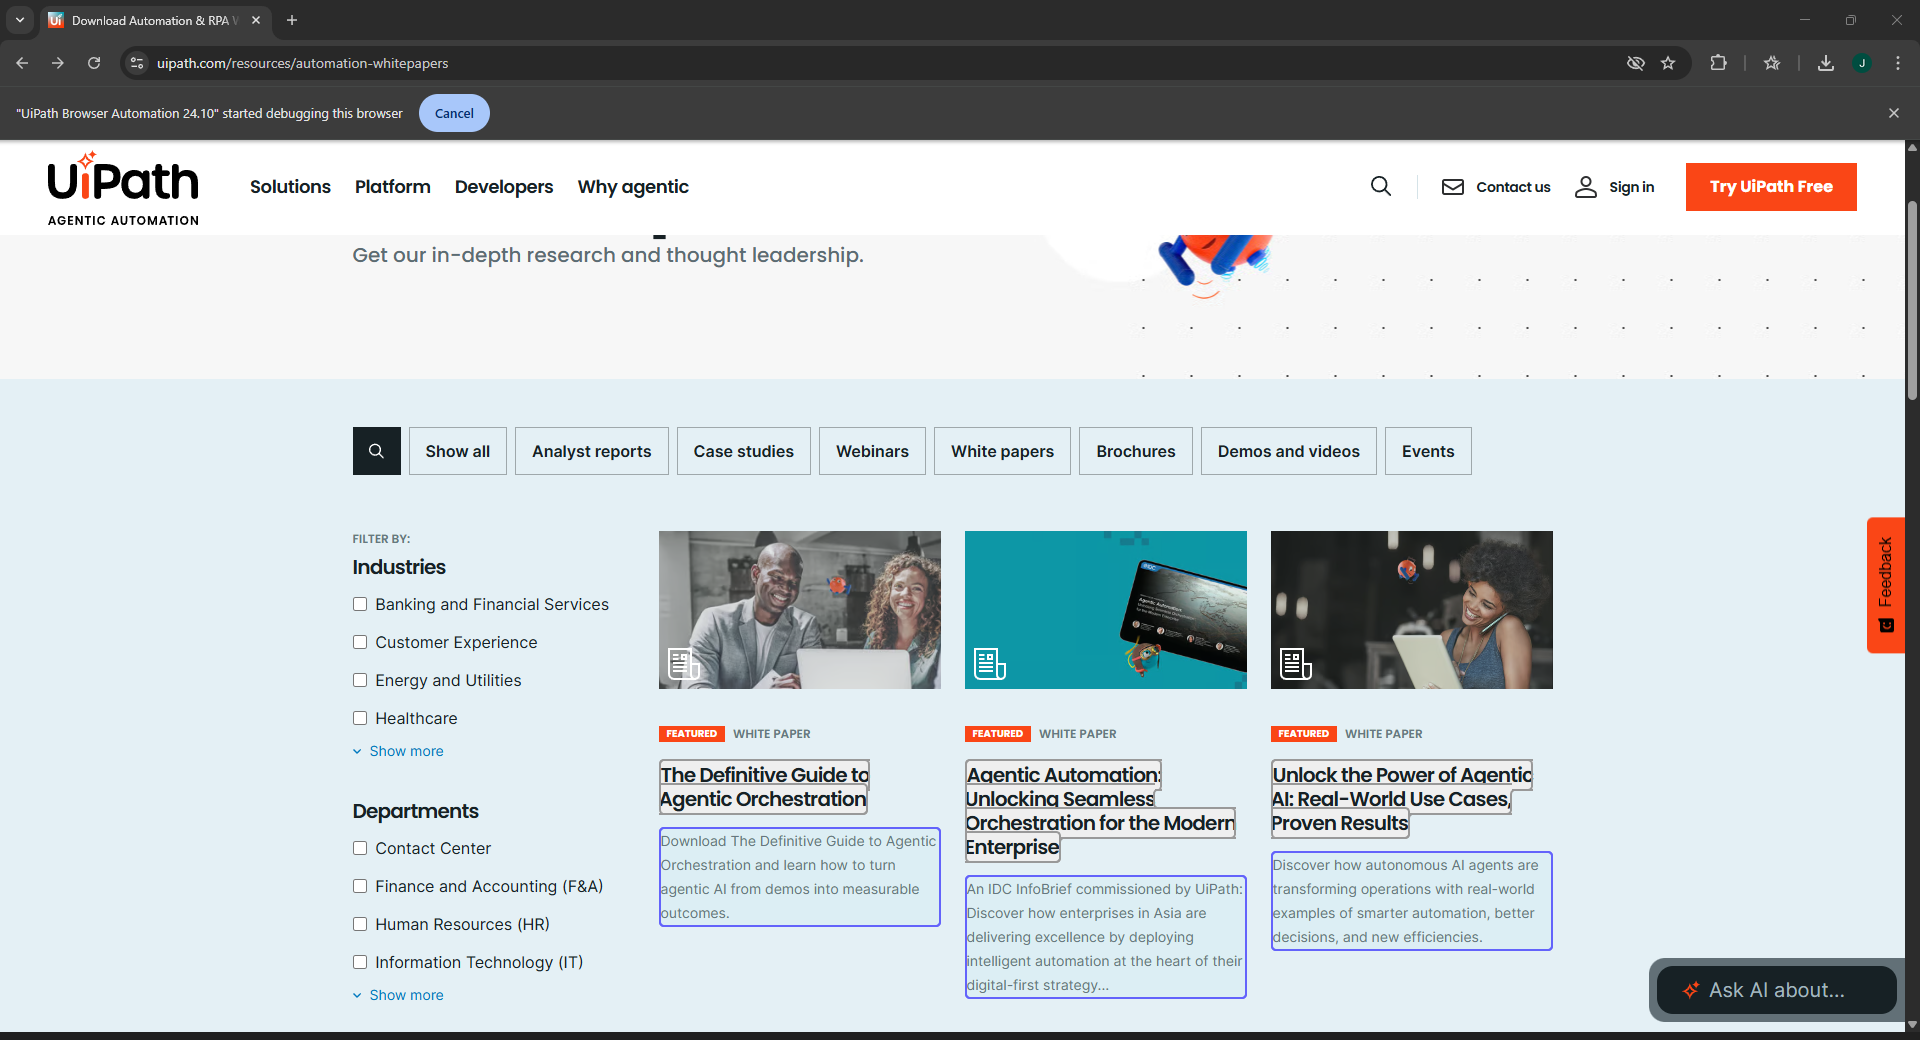 Download Automation & RPA W
uipath.com/resources/automation-whitepapers
J
"UiPath Browser Automation 24.10" started debugging this browser
Cancel
UiPath
AGENTIC AUTOMATION
Solutions
Platform
Developers
Why agentic
Contact us
Sign in
Try UiPath Free
Get our in-depth research and thought leadership.
Show all
Analyst reports
Case studies
Webinars
White papers
Brochures
Demos and videos
Events
FILTER BY:
Industries
Banking and Financial Services
Customer Experience
Energy and Utilities
Healthcare
Show more
Departments
Contact Center
Finance and Accounting (F&A)
Human Resources (HR)
Information Technology (IT)
Show more
FEATURED WHITE PAPER
The Definitive Guide to
Agentic Orchestration
Download The Definitive Guide to Agentic
Orchestration and learn how to turn
agentic AI from demos into measurable
outcomes.
Agentic Automation:
FEATURED WHITE PAPER
Agentic Automation:
Unlocking Seamless
Orchestration for the Modern
Enterprise
An IDC InfoBrief commissioned by UiPath:
Discover how enterprises in Asia are
delivering excellence by deploying
intelligent automation at the heart of their
digital-first strategy...
FEATURED WHITE PAPER
Unlock the Power of Agentic
AI: Real-World Use Cases,
Proven Results
Discover how autonomous AI agents are
transforming operations with real-world
examples of smarter automation, better
decisions, and new efficiencies.
Feedback
Ask AI about...